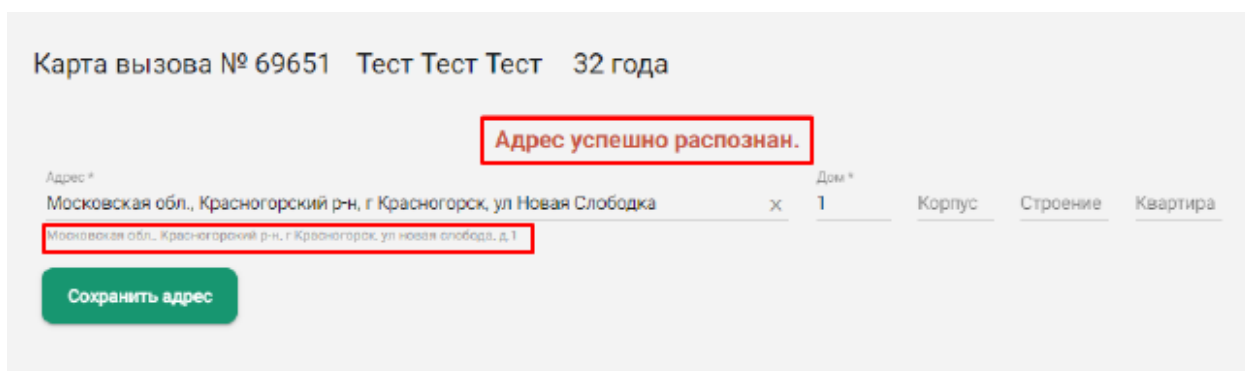 Карта вызова № 69651 Тест Тест Тест 32 года
Адрес успешно распознан.
Адрес * Дом *
Московская обл., Красногорский р-н, г Красногорск, ул Новая Слободка × 1 Корпус Строение Квартира
Московская обл., Красногорский р-н, г Красногорск, ул новая слобода, д.1
Сохранить адрес